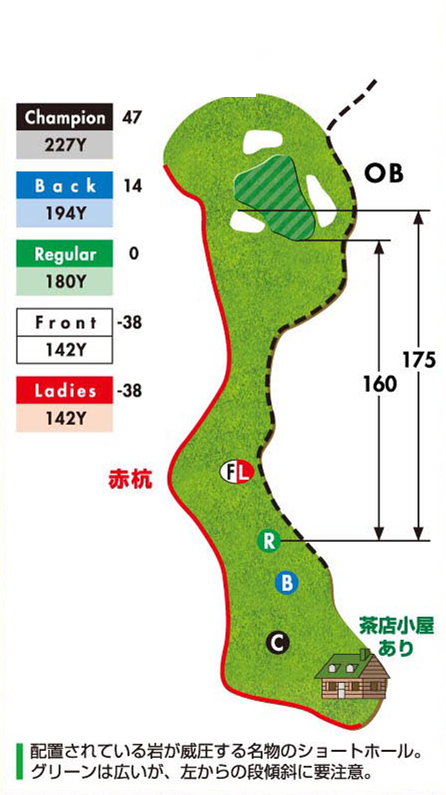 Champion 47
227Y
Back 14
194Y
Regular 0
180Y
Front -38
142Y
Ladies -38
142Y
OB
175
160
赤杭
F L
R
B
C
茶店小屋
あり
配置されている岩が威圧する名物のショートホール。
グリーンは広いが、左からの段傾斜に要注意。